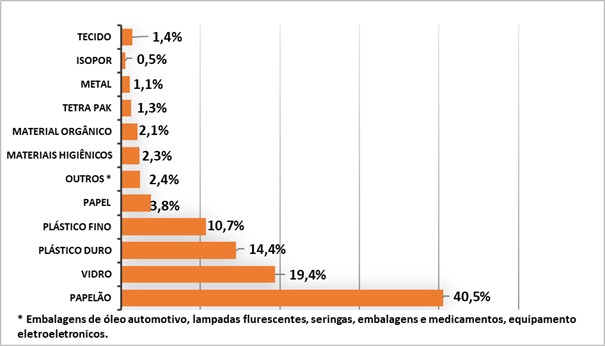 TECIDO 1,4%
ISOPOR 0,5%
METAL 1,1%
TETRA PAK 1,3%
MATERIAL ORGÂNICO 2,1%
MATERIAIS HIGIÊNICOS 2,3%
OUTROS * 2,4%
PAPEL 3,8%
PLÁSTICO FINO 10,7%
PLÁSTICO DURO 14,4%
VIDRO 19,4%
PAPELÃO 40,5%
* Embalagens de óleo automotivo, lampadas flurescentes, seringas, embalagens e medicamentos, equipamento
eletroeletronicos.